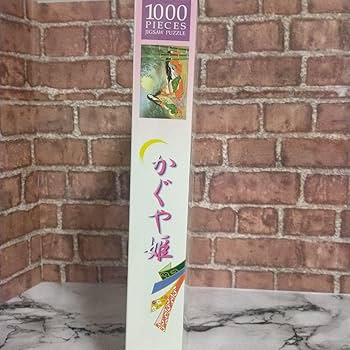 1000
PIECES
JIGSAW PUZZLE
かぐや姫